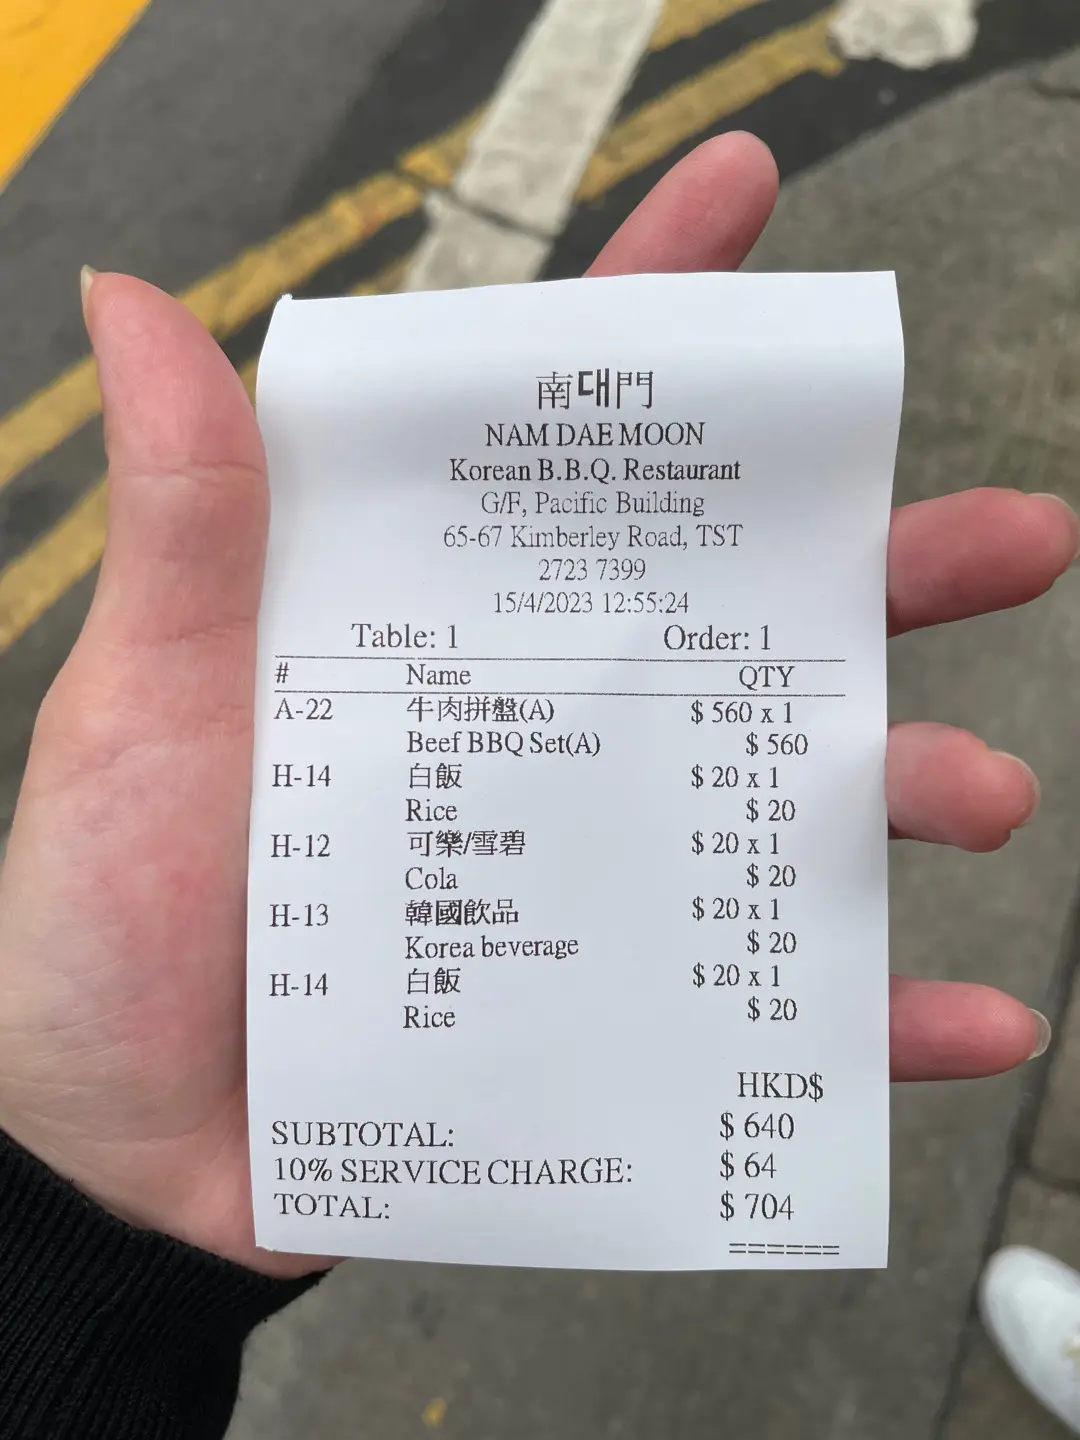 南대門
NAM DAE MOON
Korean B.B.Q. Restaurant
G/F, Pacific Building
65-67 Kimberley Road, TST
2723 7399
15/4/2023 12:55:24
Table: 1 Order: 1
# Name QTY
A-22 牛肉拼盤(A) $ 560 x 1
Beef BBQ Set(A) $ 560
H-14 白飯 $ 20 x 1
Rice $ 20
H-12 可樂/雪碧 $ 20 x 1
Cola $ 20
H-13 韓國飲品 $ 20 x 1
Korea beverage $ 20
H-14 白飯 $ 20 x 1
Rice $ 20
HKD$
SUBTOTAL: $ 640
10% SERVICE CHARGE: $ 64
TOTAL: $ 704
======